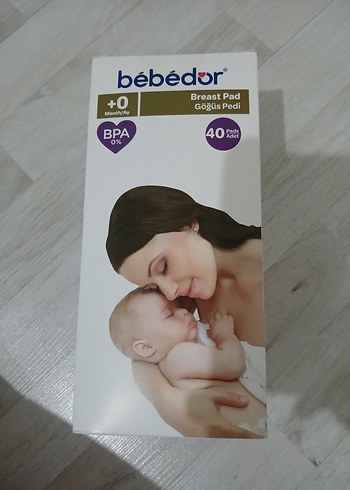 bébédor®
+0
Month/Ay
Breast Pad
Göğüs Pedi
BPA
0%
40 Pads
Adet